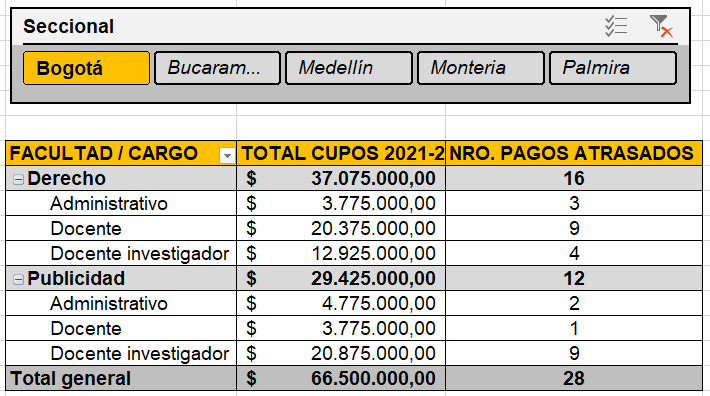 Seccional
Bogotá Bucaram... Medellín Monteria Palmira
FACULTAD / CARGO TOTAL CUPOS 2021-2 NRO. PAGOS ATRASADOS
Derecho $ 37.075.000,00 16
Administrativo $ 3.775.000,00 3
Docente $ 20.375.000,00 9
Docente investigador $ 12.925.000,00 4
Publicidad $ 29.425.000,00 12
Administrativo $ 4.775.000,00 2
Docente $ 3.775.000,00 1
Docente investigador $ 20.875.000,00 9
Total general $ 66.500.000,00 28